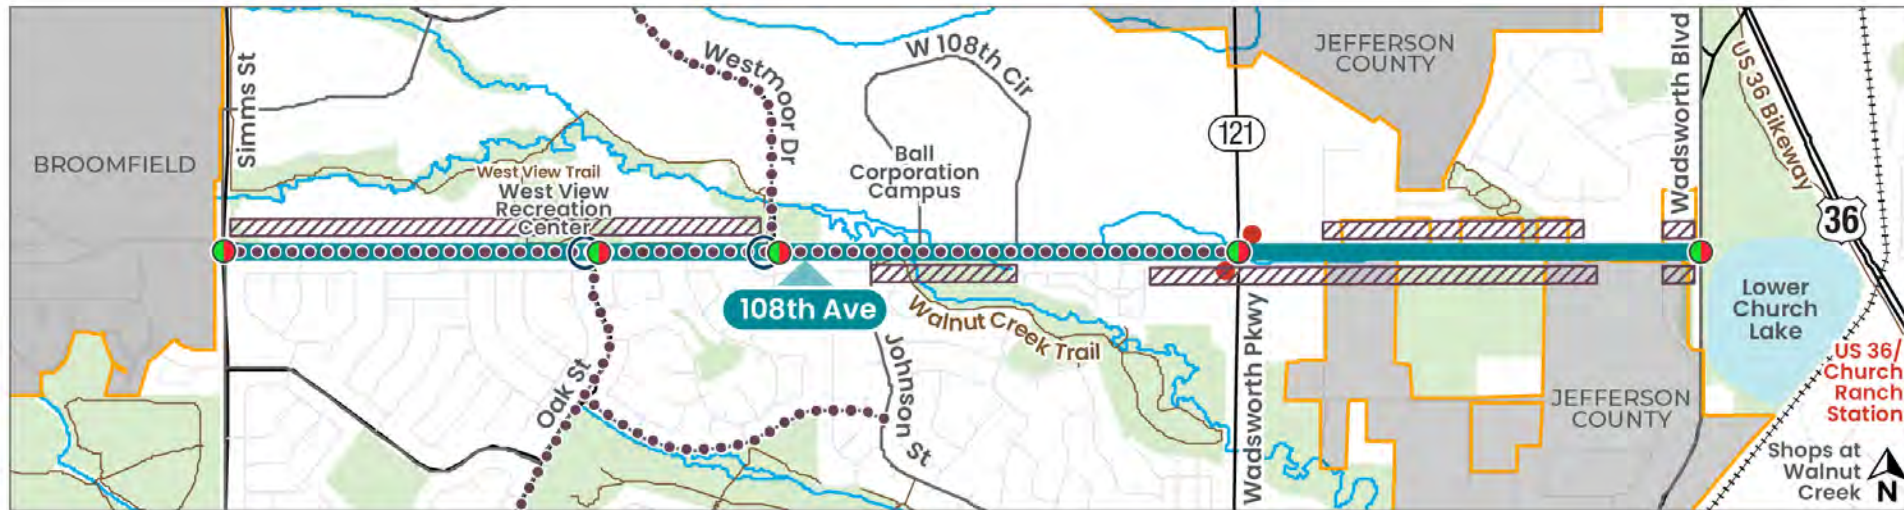 BROOMFIELD
Simms St
West View Trail
West View
Recreation
Center
Westmoor Dr
W 108th Cir
Ball
Corporation
Campus
108th Ave
Oak St
Johnson St
Walnut Creek Trail
121
Wadsworth Pkwy
JEFFERSON
COUNTY
Wadsworth Blvd
US 36 Bikeway
36
Lower
Church
Lake
US 36/
Church
Ranch
Station
JEFFERSON
COUNTY
Shops at
Walnut
Creek
N